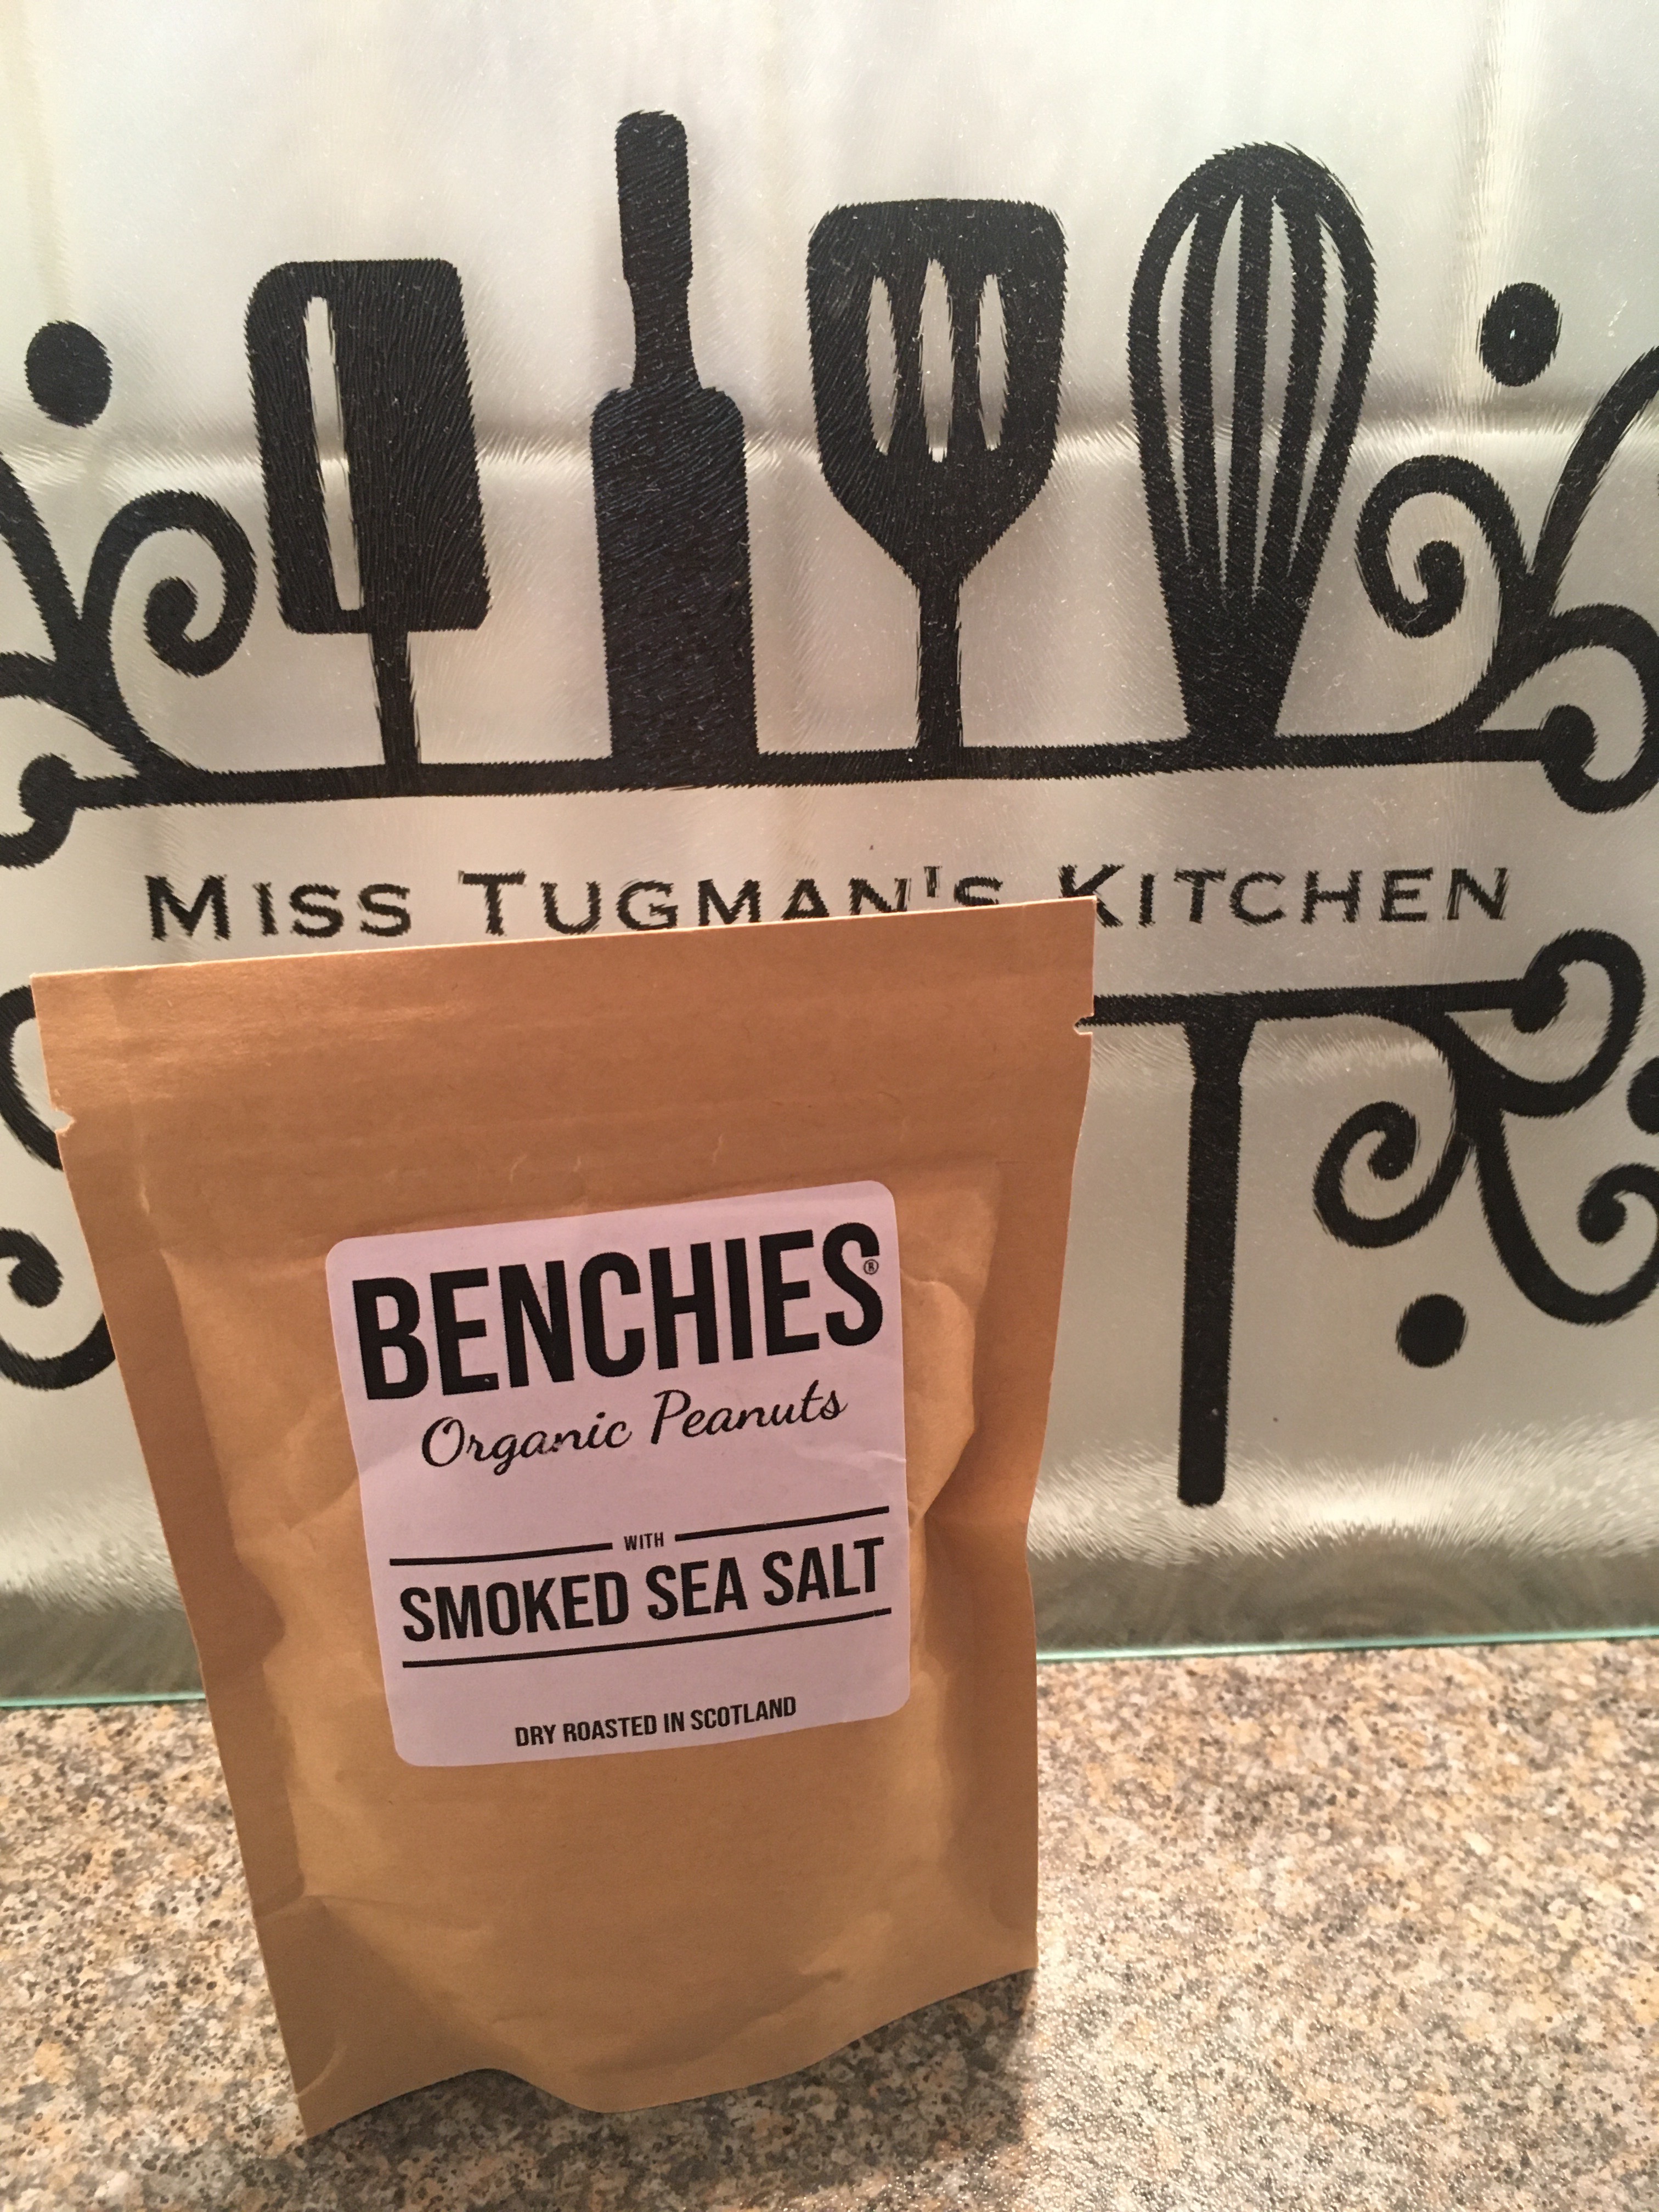 MISS TUGMAN'S KITCHEN
BENCHIES®
Organic Peanuts
WITH
SMOKED SEA SALT
DRY ROASTED IN SCOTLAND